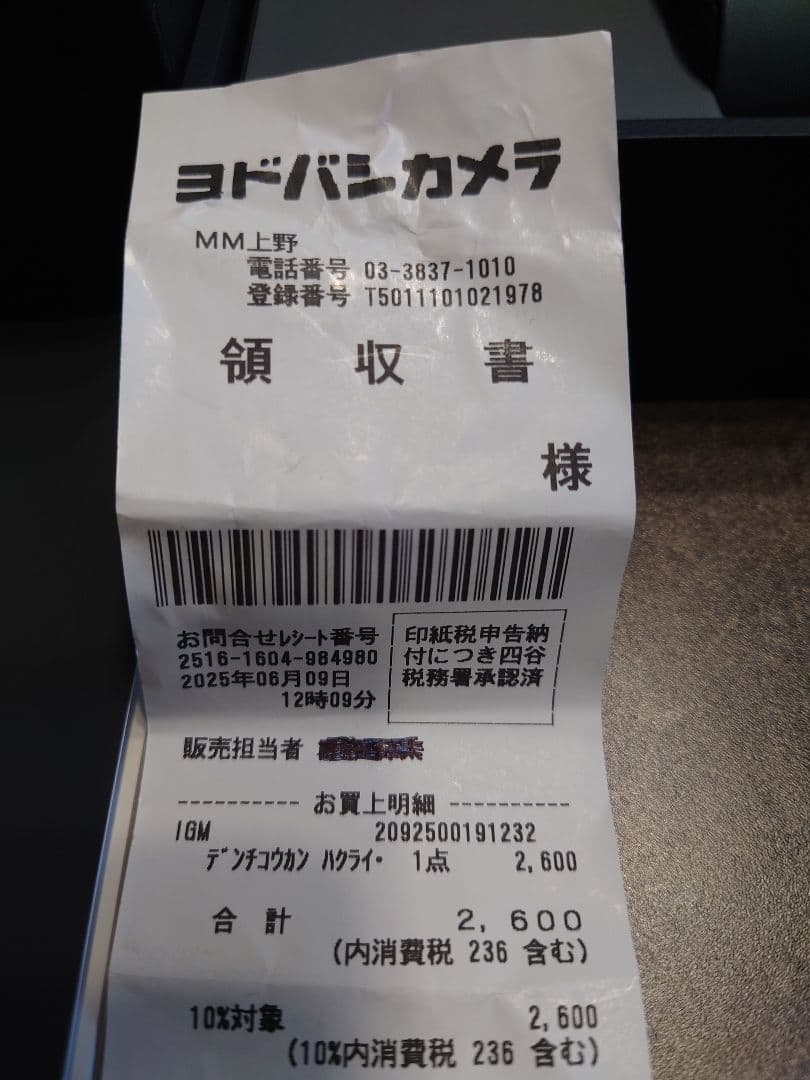 ヨドバシカメラ
MM上野
電話番号 03-3837-1010
登録番号 T5011101021978
領 収 書
様
お問合せﾚｼｰﾄ番号
2516-1604-984980
2025年06月09日
12時09分
印紙税申告納
付につき四谷
税務署承認済
販売担当者
---------- お買上明細 ----------
IGM 2092500191232
ﾃﾞﾝﾁｺｳｶﾝ ﾊｸﾗｲ･ 1点 2,600
合 計 2,600
(内消費税 236 含む)
10%対象 2,600
(10%内消費税 236 含む)